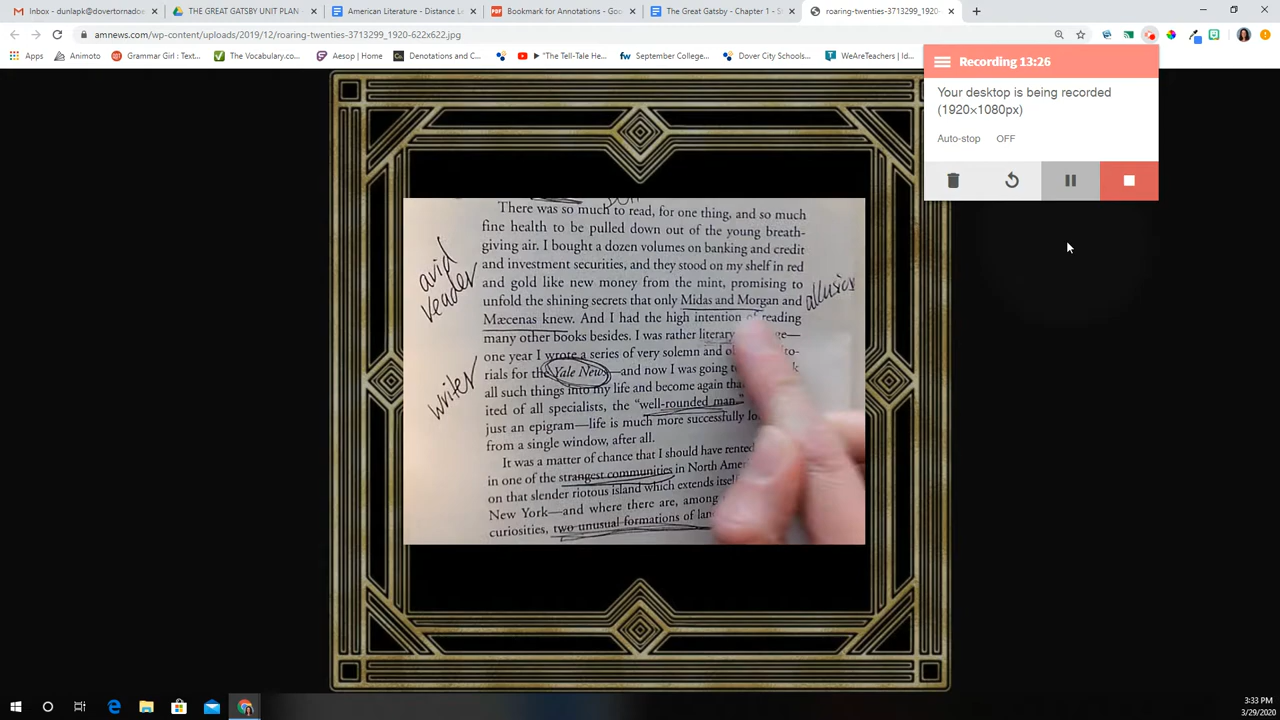 Inbox - dunlapk@dovertornado
THE GREAT GATSBY UNIT PLAN -
American Literature - Distance Le
Bookmark for Annotations - Goo
The Great Gatsby - Chapter 1 - S
roaring-twenties-3713299_1920-
amnews.com/wp-content/uploads/2019/12/roaring-twenties-3713299_1920-622x622.jpg
Apps
Animoto
Grammar Girl : Text...
The Vocabulary.co...
Aesop | Home
Denotations and C...
"The Tell-Tale He...
September College...
Dover City Schools...
WeAreTeachers | Id...
Recording 13:26
Your desktop is being recorded
(1920×1080px)
Auto-stop OFF
There was so much to read, for one thing, and so much
fine health to be pulled down out of the young breath-
giving air. I bought a dozen volumes on banking and credit
and investment securities, and they stood on my shelf in red
and gold like new money from the mint, promising to
unfold the shining secrets that only Midas and Morgan and
Mæcenas knew. And I had the high intention of reading
many other books besides. I was rather literary
one year I wrote a series of very solemn and
rials for the Yale News—and now I was going
all such things into my life and become again
ited of all specialists, the "well-rounded man."
just an epigram—life is much more successfully
from a single window, after all.
It was a matter of chance that I should have rented
in one of the strangest communities in North
on that slender riotous island which extends
New York—and where there are, among
curiosities, two unusual formations of
avid
reader
writer
allusion
3:33 PM
3/29/2020